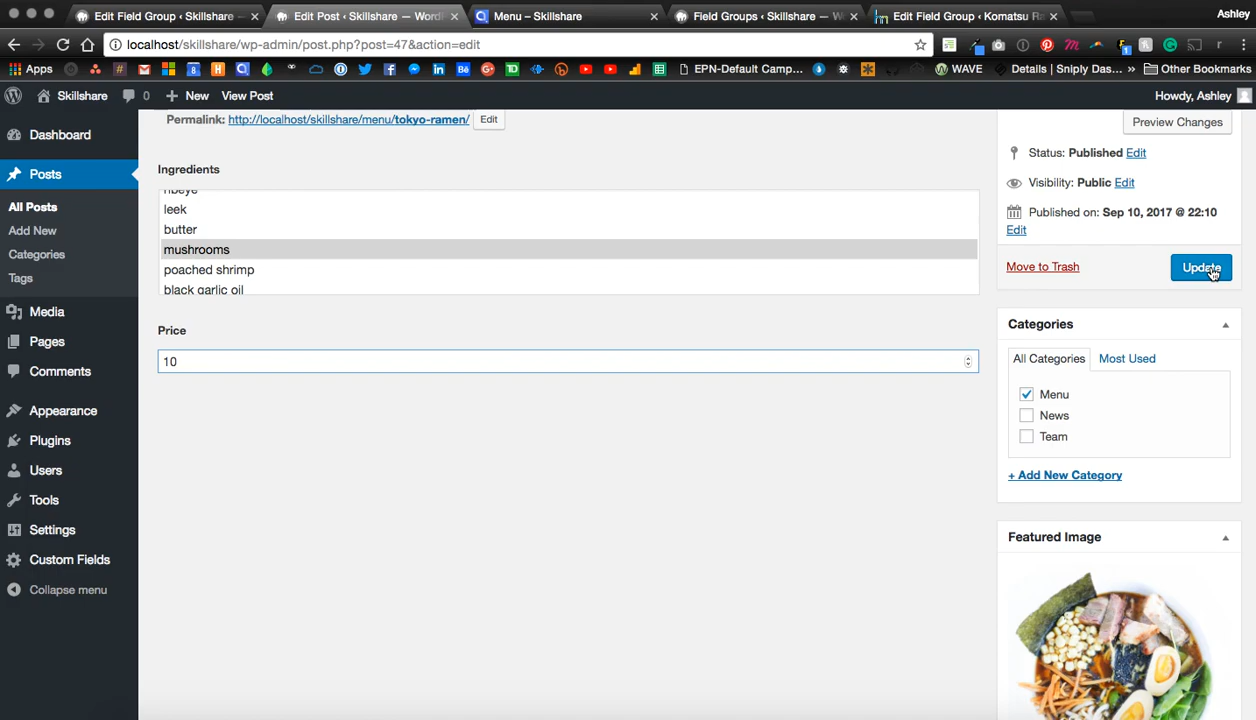 Edit Field Group ‹ Skillshare —
Edit Post ‹ Skillshare — Word
Menu – Skillshare
Field Groups ‹ Skillshare — W
Edit Field Group ‹ Komatsu Ra
Ashley
localhost/skillshare/wp-admin/post.php?post=47&action=edit
Apps
EPN-Default Camp...
WAVE
Details | Sniply Das...
»
Other Bookmarks
Skillshare
0
New
View Post
Howdy, Ashley
Dashboard
Posts
All Posts
Add New
Categories
Tags
Media
Pages
Comments
Appearance
Plugins
Users
Tools
Settings
Custom Fields
Collapse menu
Permalink: http://localhost/skillshare/menu/tokyo-ramen/ Edit
Ingredients
ribeye
leek
butter
mushrooms
poached shrimp
black garlic oil
Price
10
Preview Changes
Status: Published Edit
Visibility: Public Edit
Published on: Sep 10, 2017 @ 22:10
Edit
Move to Trash
Update
Categories
All Categories
Most Used
Menu
News
Team
+ Add New Category
Featured Image